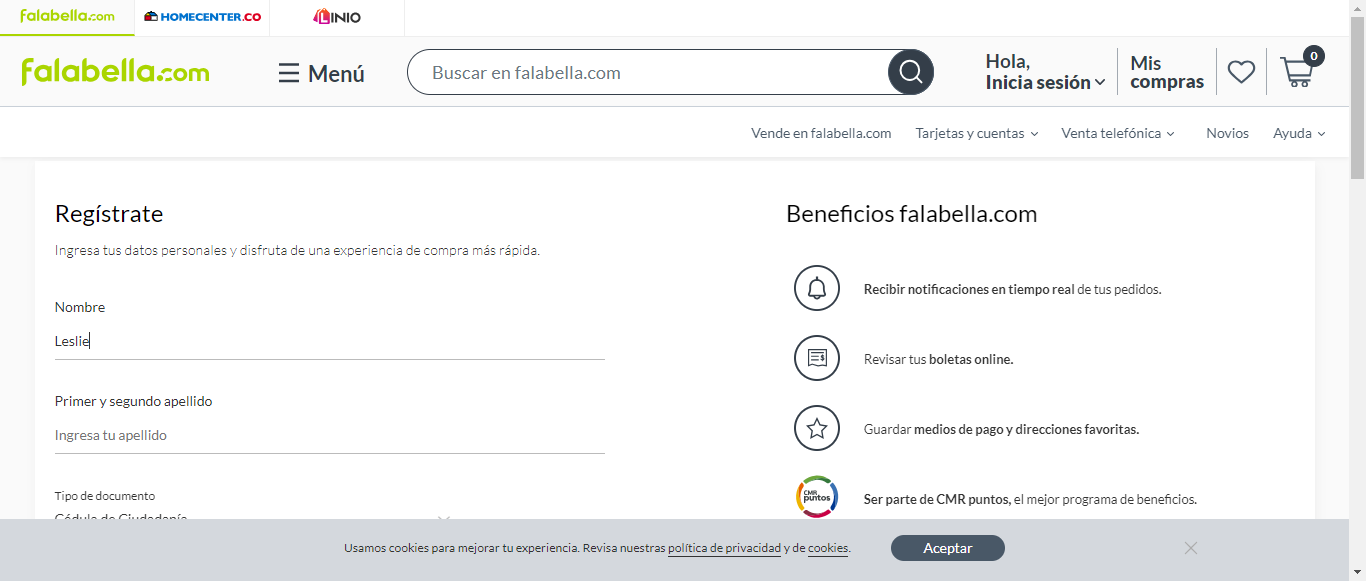 falabella.com
HOMECENTER.CO
LINIO
falabella.com
Menú
Buscar en falabella.com
Hola,
Inicia sesión
Mis
compras
0
Vende en falabella.com
Tarjetas y cuentas
Venta telefónica
Novios
Ayuda
Regístrate
Ingresa tus datos personales y disfruta de una experiencia de compra más rápida.
Nombre
Leslie
Primer y segundo apellido
Ingresa tu apellido
Tipo de documento
Cédula de Ciudadanía
Beneficios falabella.com
Recibir notificaciones en tiempo real de tus pedidos.
Revisar tus boletas online.
Guardar medios de pago y direcciones favoritas.
CMR
puntos
Ser parte de CMR puntos, el mejor programa de beneficios.
Usamos cookies para mejorar tu experiencia. Revisa nuestras política de privacidad y de cookies.
Aceptar